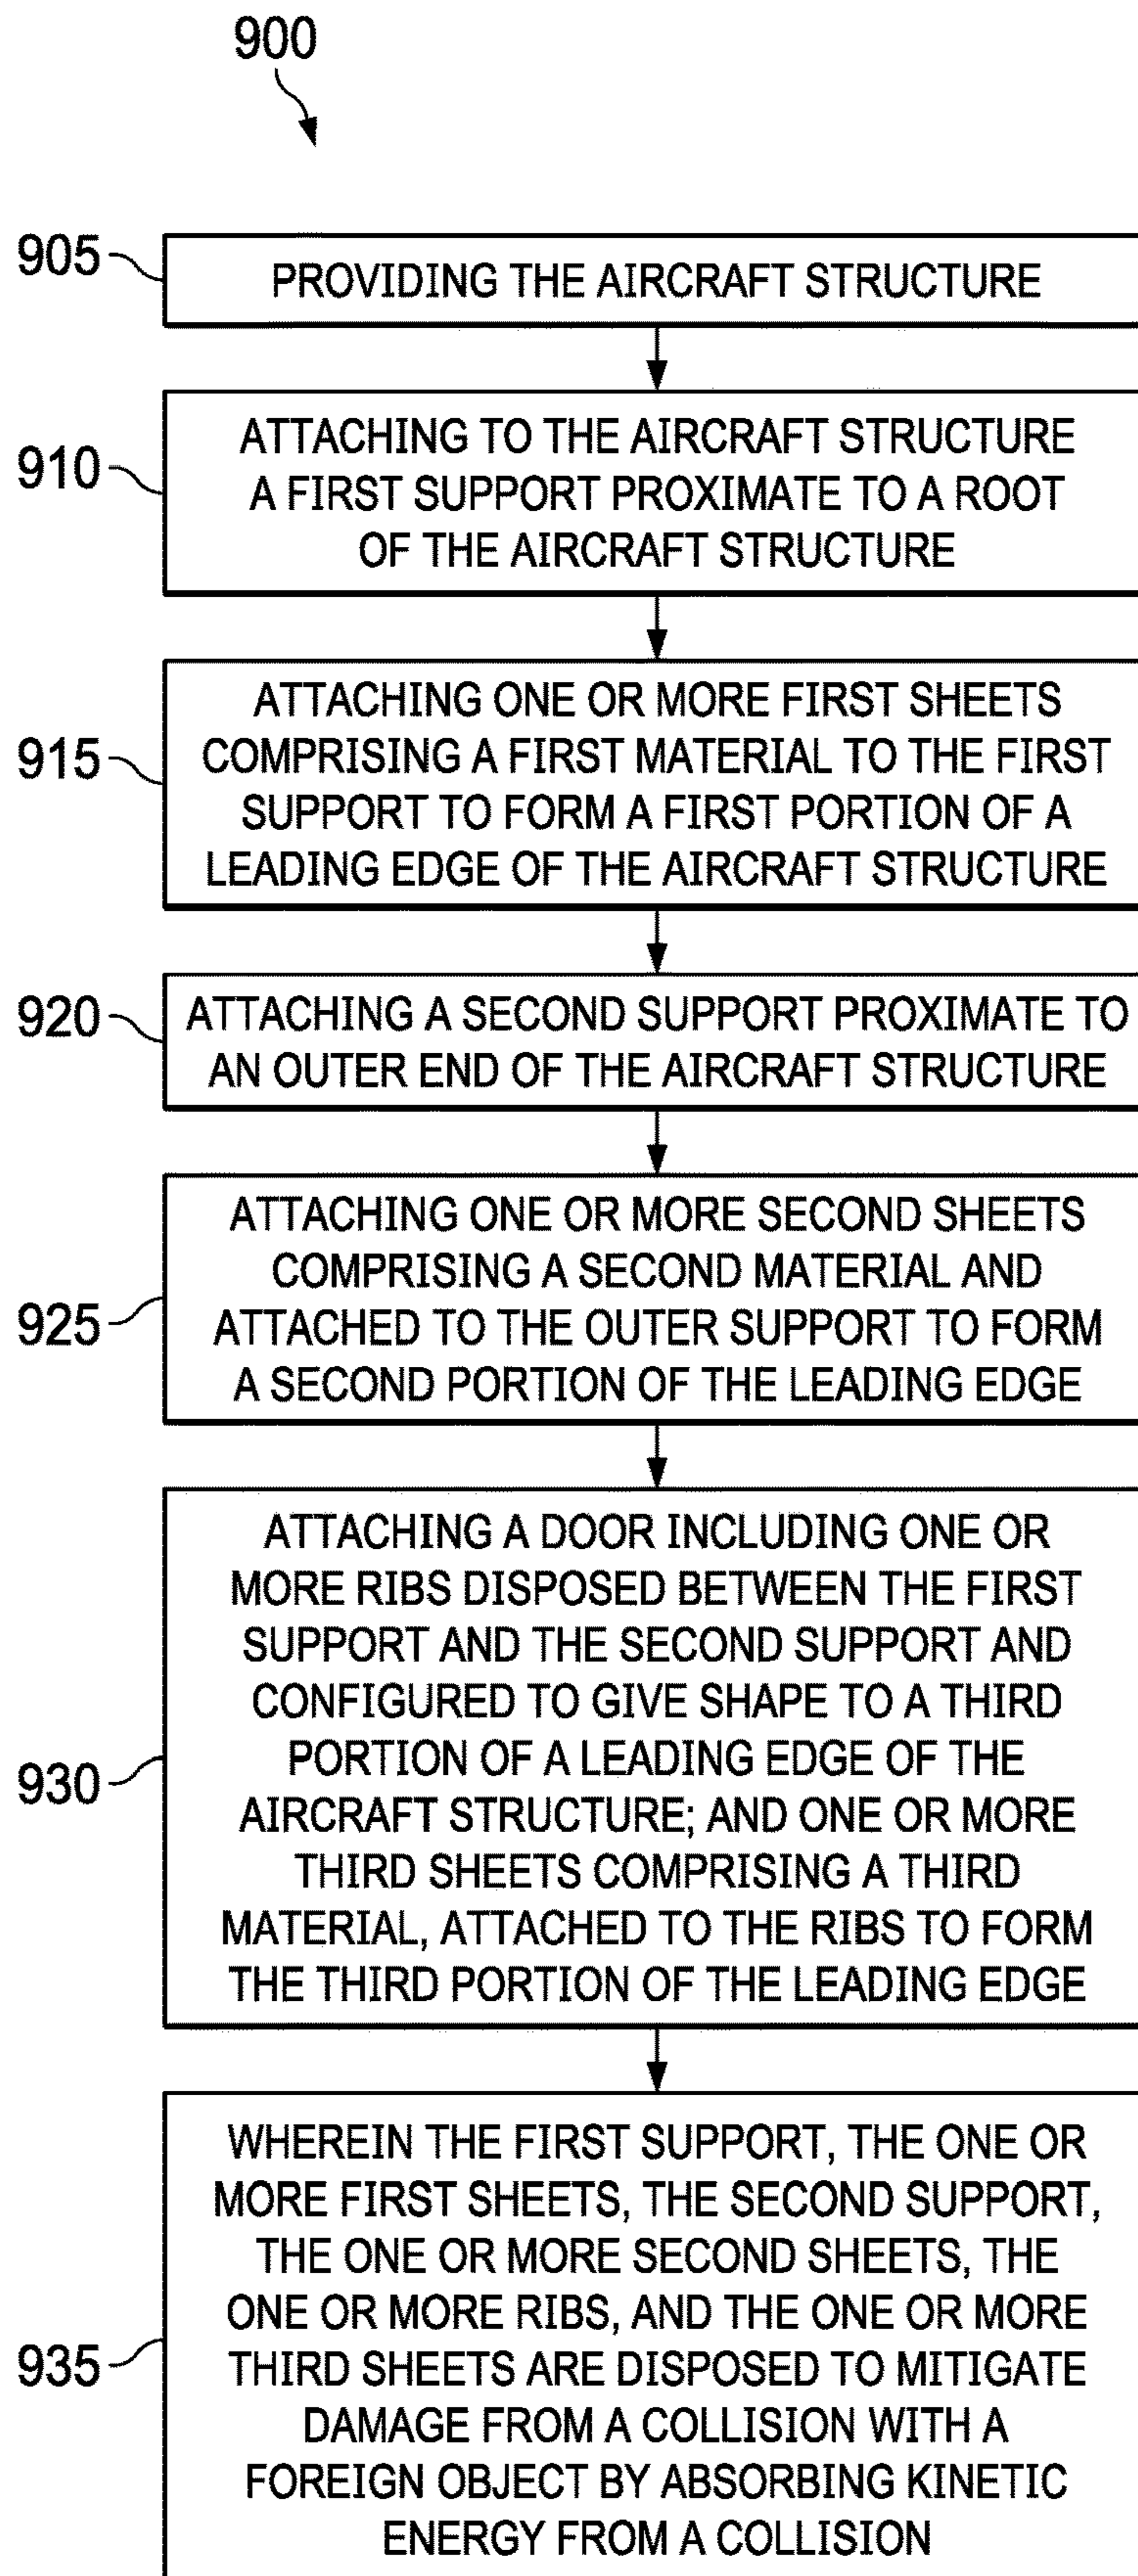 900
905
PROVIDING THE AIRCRAFT STRUCTURE
910
ATTACHING TO THE AIRCRAFT STRUCTURE
A FIRST SUPPORT PROXIMATE TO A ROOT
OF THE AIRCRAFT STRUCTURE
915
ATTACHING ONE OR MORE FIRST SHEETS
COMPRISING A FIRST MATERIAL TO THE FIRST
SUPPORT TO FORM A FIRST PORTION OF A
LEADING EDGE OF THE AIRCRAFT STRUCTURE
920
ATTACHING A SECOND SUPPORT PROXIMATE TO
AN OUTER END OF THE AIRCRAFT STRUCTURE
925
ATTACHING ONE OR MORE SECOND SHEETS
COMPRISING A SECOND MATERIAL AND
ATTACHED TO THE OUTER SUPPORT TO FORM
A SECOND PORTION OF THE LEADING EDGE
930
ATTACHING A DOOR INCLUDING ONE OR
MORE RIBS DISPOSED BETWEEN THE FIRST
SUPPORT AND THE SECOND SUPPORT AND
CONFIGURED TO GIVE SHAPE TO A THIRD
PORTION OF A LEADING EDGE OF THE
AIRCRAFT STRUCTURE; AND ONE OR MORE
THIRD SHEETS COMPRISING A THIRD
MATERIAL, ATTACHED TO THE RIBS TO FORM
THE THIRD PORTION OF THE LEADING EDGE
935
WHEREIN THE FIRST SUPPORT, THE ONE OR
MORE FIRST SHEETS, THE SECOND SUPPORT,
THE ONE OR MORE SECOND SHEETS, THE
ONE OR MORE RIBS, AND THE ONE OR MORE
THIRD SHEETS ARE DISPOSED TO MITIGATE
DAMAGE FROM A COLLISION WITH A
FOREIGN OBJECT BY ABSORBING KINETIC
ENERGY FROM A COLLISION